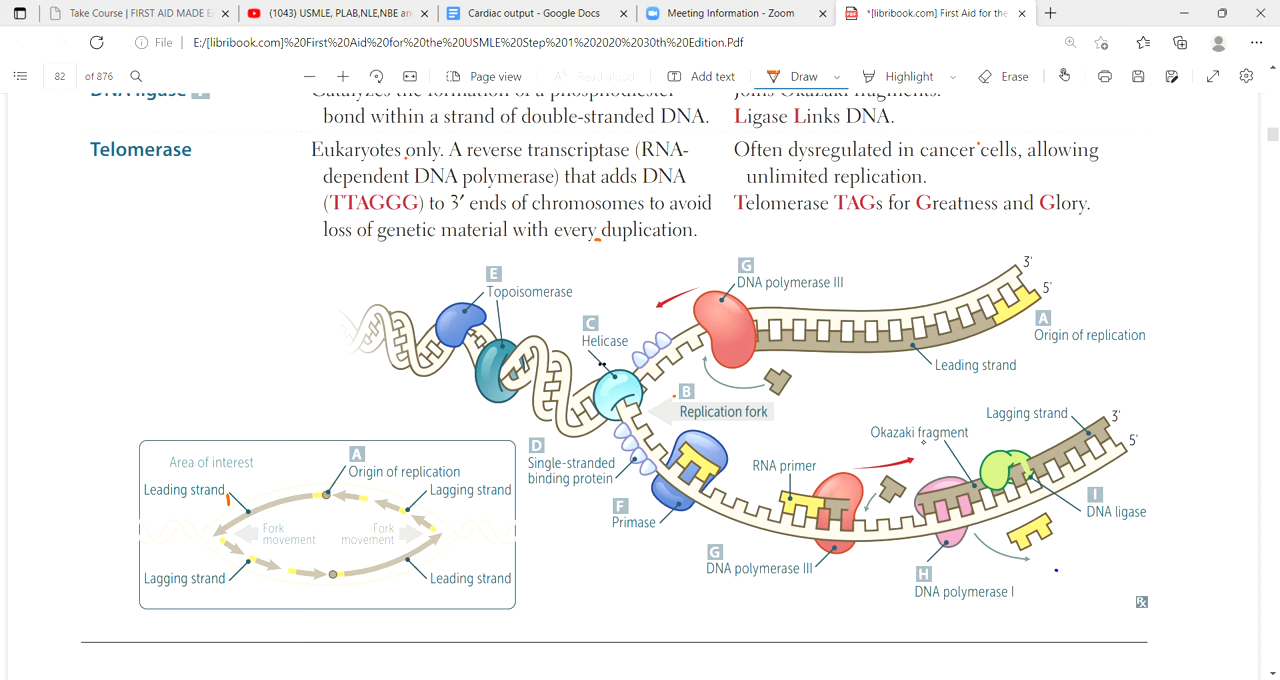 Take Course | FIRST AID MADE E
(1043) USMLE, PLAB,NLE,NBE an
Cardiac output - Google Docs
Meeting Information - Zoom
*[libribook.com] First Aid for the
File
E:/[libribook.com]%20First%20Aid%20for%20the%20USMLE%20Step%201%202020%2030th%20Edition.Pdf
82 of 876
Page view
Read aloud
Add text
Draw
Highlight
Erase
DNA ligase
Catalyzes the formation of a phosphodiester
bond within a strand of double-stranded DNA.
Joins Okazaki fragments.
Ligase Links DNA.
Telomerase
Eukaryotes only. A reverse transcriptase (RNA-
dependent DNA polymerase) that adds DNA
(TTAGGG) to 3′ ends of chromosomes to avoid
loss of genetic material with every duplication.
Often dysregulated in cancer cells, allowing
unlimited replication.
Telomerase TAGs for Greatness and Glory.
E
Topoisomerase
C
Helicase
G
DNA polymerase III
3'
5'
A
Origin of replication
Leading strand
B
Replication fork
D
Single-stranded
binding protein
F
Primase
RNA primer
G
DNA polymerase III
Okazaki fragment
Lagging strand
3'
5'
I
DNA ligase
H
DNA polymerase I
Area of interest
A
Origin of replication
Leading strand
Lagging strand
Fork
movement
Fork
movement
Lagging strand
Leading strand
Rx